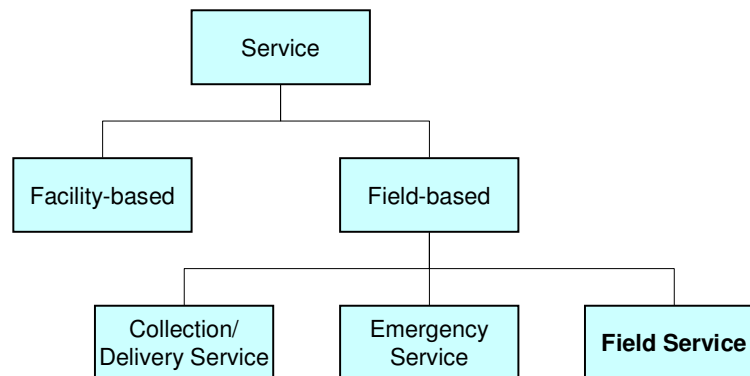 Service
Facility-based
Field-based
Collection/
Delivery Service
Emergency
Service
Field Service